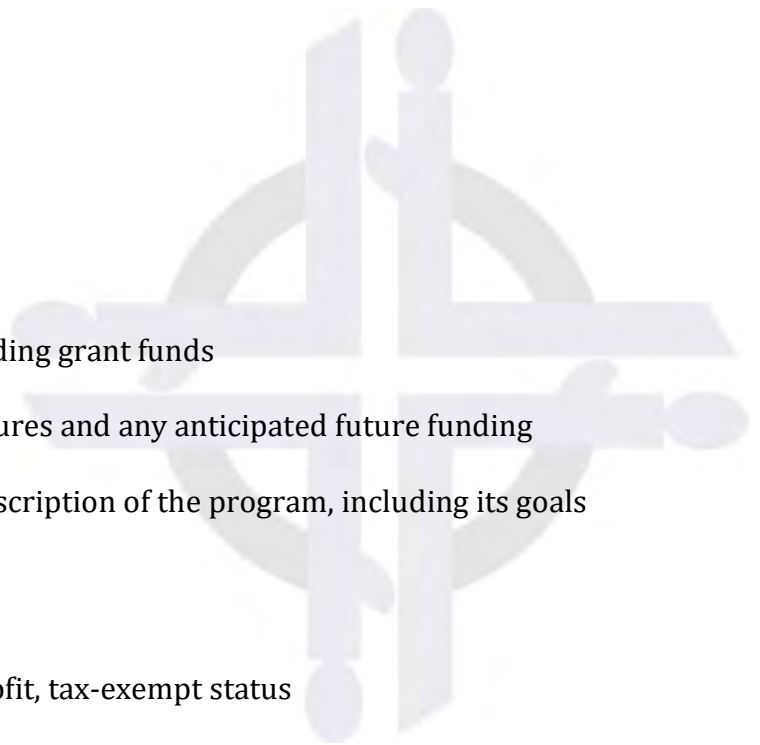 ding grant funds
ures and any anticipated future funding
scription of the program, including its goals
ofit, tax-exempt status